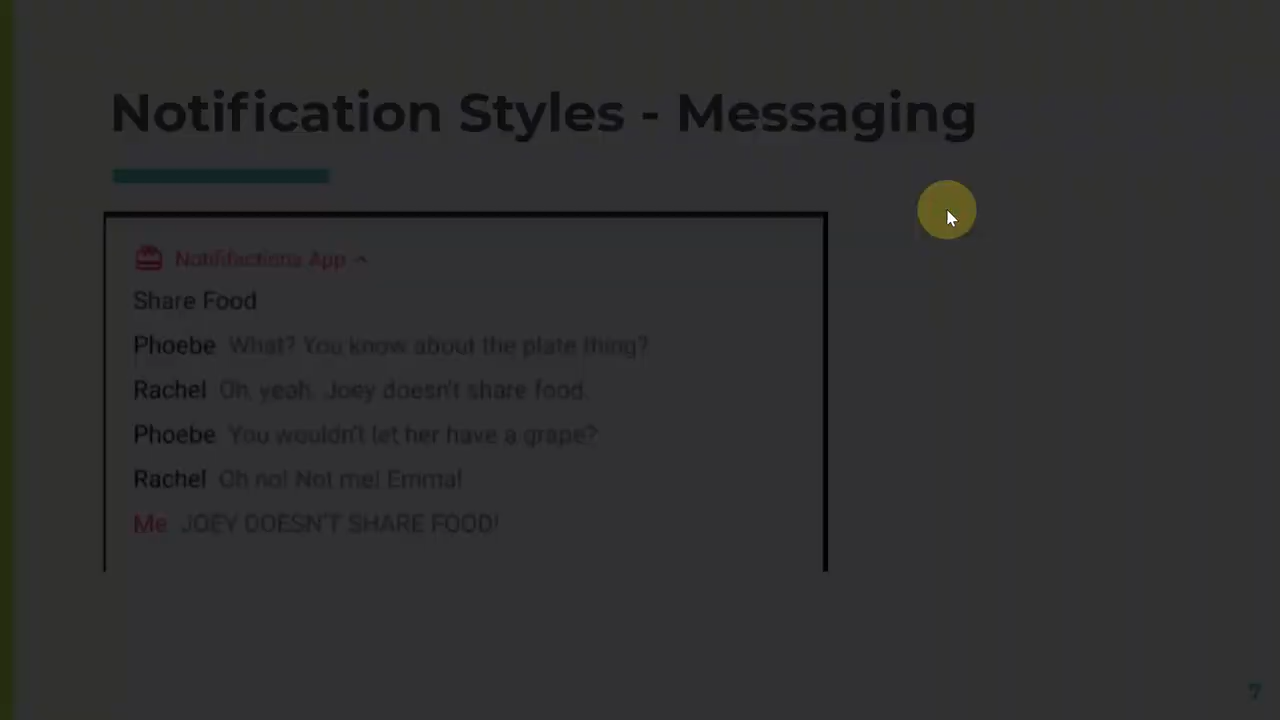 Notification Styles - Messaging
Notififactions App
Share Food
Phoebe What? You know about the plate thing?
Rachel Oh, yeah. Joey doesn't share food.
Phoebe You wouldn't let her have a grape?
Rachel Oh no! Not me! Emma!
Me JOEY DOESN'T SHARE FOOD!
7